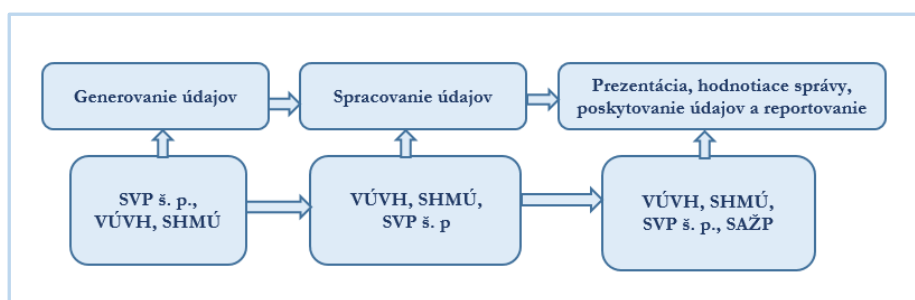 Generovanie údajov
Spracovanie údajov
Prezentácia, hodnotiace správy,
poskytovanie údajov a reportovanie
SVP š. p.,
VÚVH, SHMÚ
VÚVH, SHMÚ,
SVP š. p
VÚVH, SHMÚ,
SVP š. p., SAŽP